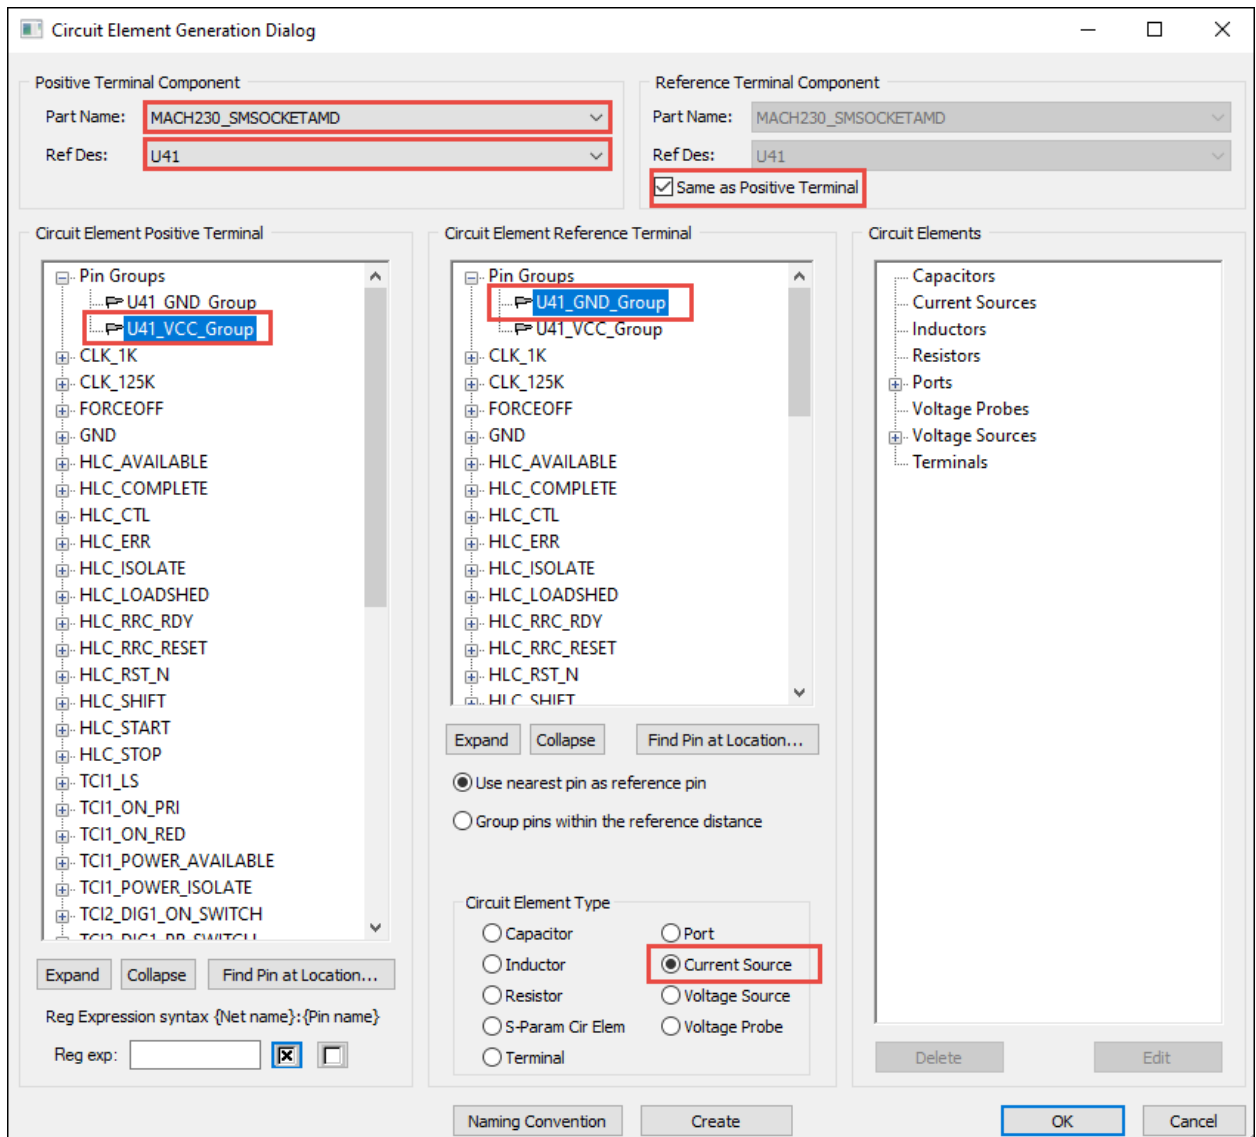 Circuit Element Generation Dialog
Positive Terminal Component
Part Name: MACH230_SMSOCKETAMD
Ref Des: U41
Reference Terminal Component
Part Name: MACH230_SMSOCKETAMD
Ref Des: U41
Same as Positive Terminal
Circuit Element Positive Terminal
Pin Groups
U41_GND_Group
U41_VCC_Group
CLK_1K
CLK_125K
FORCEOFF
GND
HLC_AVAILABLE
HLC_COMPLETE
HLC_CTL
HLC_ERR
HLC_ISOLATE
HLC_LOADSHED
HLC_RRC_RDY
HLC_RRC_RESET
HLC_RST_N
HLC_SHIFT
HLC_START
HLC_STOP
TCI1_LS
TCI1_ON_PRI
TCI1_ON_RED
TCI1_POWER_AVAILABLE
TCI1_POWER_ISOLATE
TCI2_DIG1_ON_SWITCH
TCI2_DIG1_PR_SWITCH
Expand Collapse Find Pin at Location...
Reg Expression syntax {Net name}:{Pin name}
Reg exp:
Circuit Element Reference Terminal
Pin Groups
U41_GND_Group
U41_VCC_Group
CLK_1K
CLK_125K
FORCEOFF
GND
HLC_AVAILABLE
HLC_COMPLETE
HLC_CTL
HLC_ERR
HLC_ISOLATE
HLC_LOADSHED
HLC_RRC_RDY
HLC_RRC_RESET
HLC_RST_N
HLC_SHIFT
Expand Collapse Find Pin at Location...
Use nearest pin as reference pin
Group pins within the reference distance
Circuit Element Type
Capacitor Port
Inductor Current Source
Resistor Voltage Source
S-Param Cir Elem Voltage Probe
Terminal
Circuit Elements
Capacitors
Current Sources
Inductors
Resistors
Ports
Voltage Probes
Voltage Sources
Terminals
Delete Edit
Naming Convention Create OK Cancel